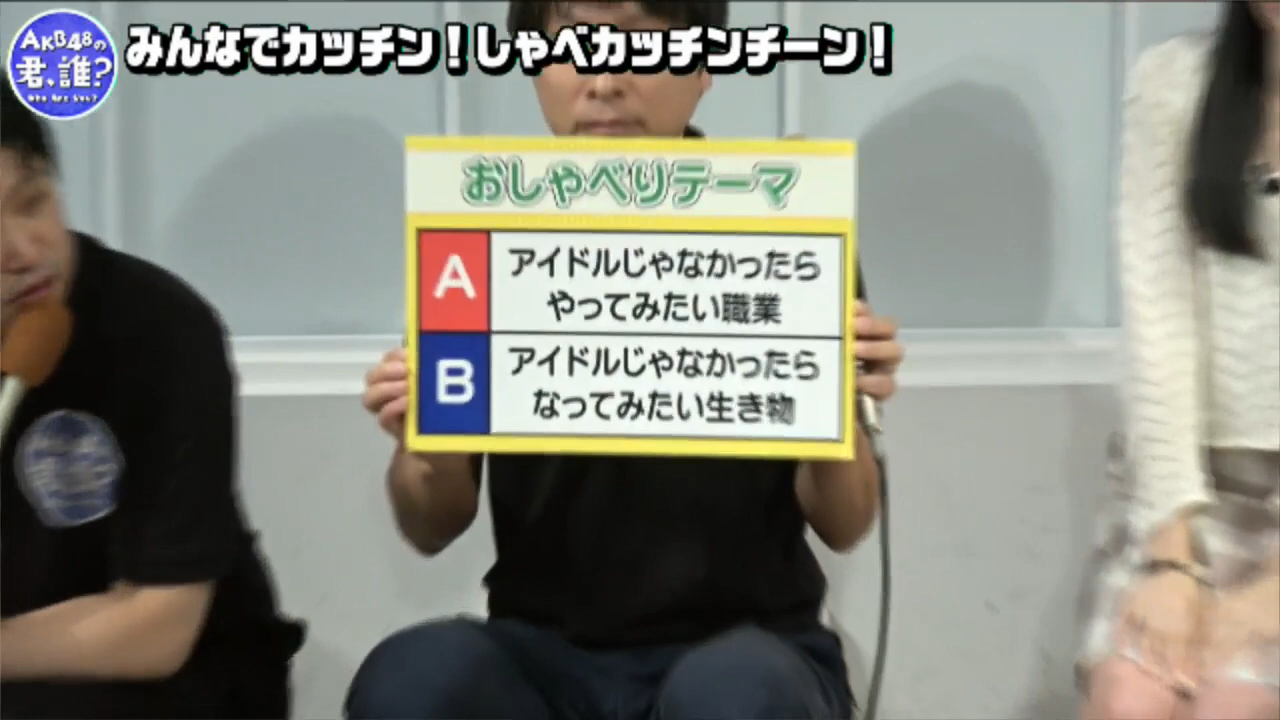 AKB48の
君、誰?
Who Are You?
みんなでカッチン!しゃべカッチンチーン!
おしゃべりテーマ
A
アイドルじゃなかったら
やってみたい職業
B
アイドルじゃなかったら
なってみたい生き物